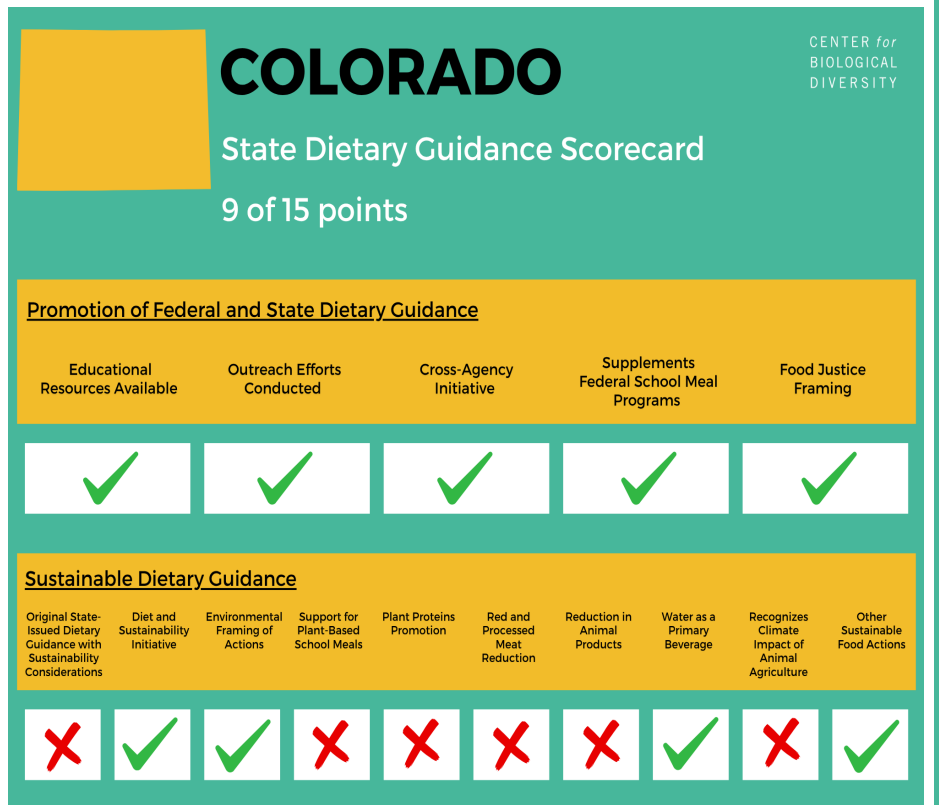 COLORADO
CENTER for
BIOLOGICAL
DIVERSITY
State Dietary Guidance Scorecard
9 of 15 points
Promotion of Federal and State Dietary Guidance
Educational
Resources Available
Outreach Efforts
Conducted
Cross-Agency
Initiative
Supplements
Federal School Meal
Programs
Food Justice
Framing
Sustainable Dietary Guidance
Original State-
Issued Dietary
Guidance with
Sustainability
Considerations
Diet and
Sustainability
Initiative
Environmental
Framing of
Actions
Support for
Plant-Based
School Meals
Plant Proteins
Promotion
Red and
Processed
Meat
Reduction
Reduction in
Animal
Products
Water as a
Primary
Beverage
Recognizes
Climate
Impact of
Animal
Agriculture
Other
Sustainable
Food Actions